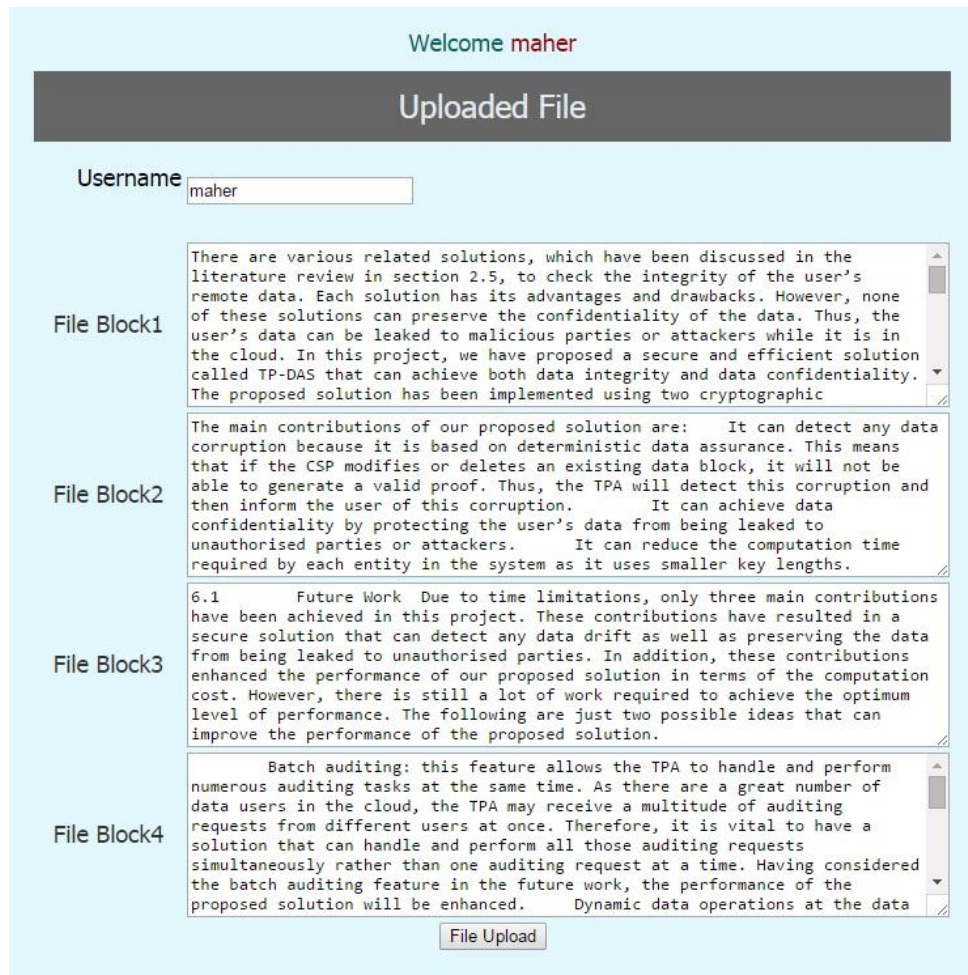 Welcome maher
Uploaded File
Username
maher
File Block1
There are various related solutions, which have been discussed in the
literature review in section 2.5, to check the integrity of the user's
remote data. Each solution has its advantages and drawbacks. However, none
of these solutions can preserve the confidentiality of the data. Thus, the
user's data can be leaked to malicious parties or attackers while it is in
the cloud. In this project, we have proposed a secure and efficient solution
called TP-DAS that can achieve both data integrity and data confidentiality.
The proposed solution has been implemented using two cryptographic
File Block2
The main contributions of our proposed solution are: It can detect any data
corruption because it is based on deterministic data assurance. This means
that if the CSP modifies or deletes an existing data block, it will not be
able to generate a valid proof. Thus, the TPA will detect this corruption and
then inform the user of this corruption. It can achieve data
confidentiality by protecting the user's data from being leaked to
unauthorised parties or attackers. It can reduce the computation time
required by each entity in the system as it uses smaller key lengths.
File Block3
6.1 Future Work Due to time limitations, only three main contributions
have been achieved in this project. These contributions have resulted in a
secure solution that can detect any data drift as well as preserving the data
from being leaked to unauthorised parties. In addition, these contributions
enhanced the performance of our proposed solution in terms of the computation
cost. However, there is still a lot of work required to achieve the optimum
level of performance. The following are just two possible ideas that can
improve the performance of the proposed solution.
File Block4
Batch auditing: this feature allows the TPA to handle and perform
numerous auditing tasks at the same time. As there are a great number of
data users in the cloud, the TPA may receive a multitude of auditing
requests from different users at once. Therefore, it is vital to have a
solution that can handle and perform all those auditing requests
simultaneously rather than one auditing request at a time. Having considered
the batch auditing feature in the future work, the performance of the
proposed solution will be enhanced. Dynamic data operations at the data
File Upload